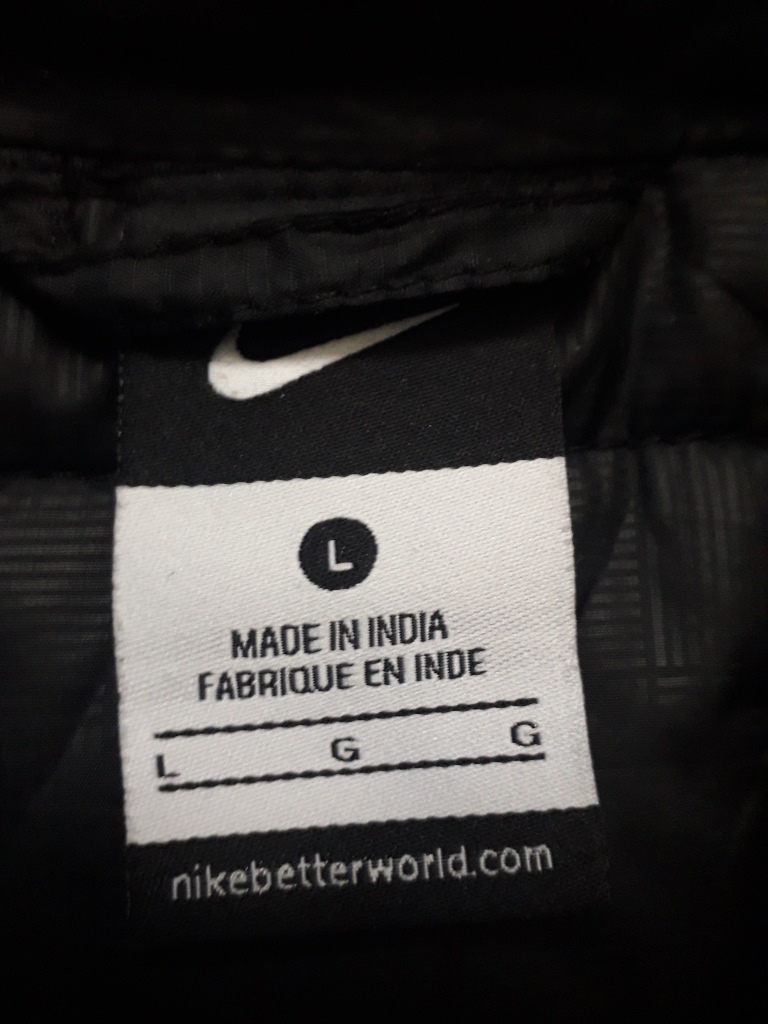 L
MADE IN INDIA
FABRIQUE EN INDE
L G G
nikebetterworld.com